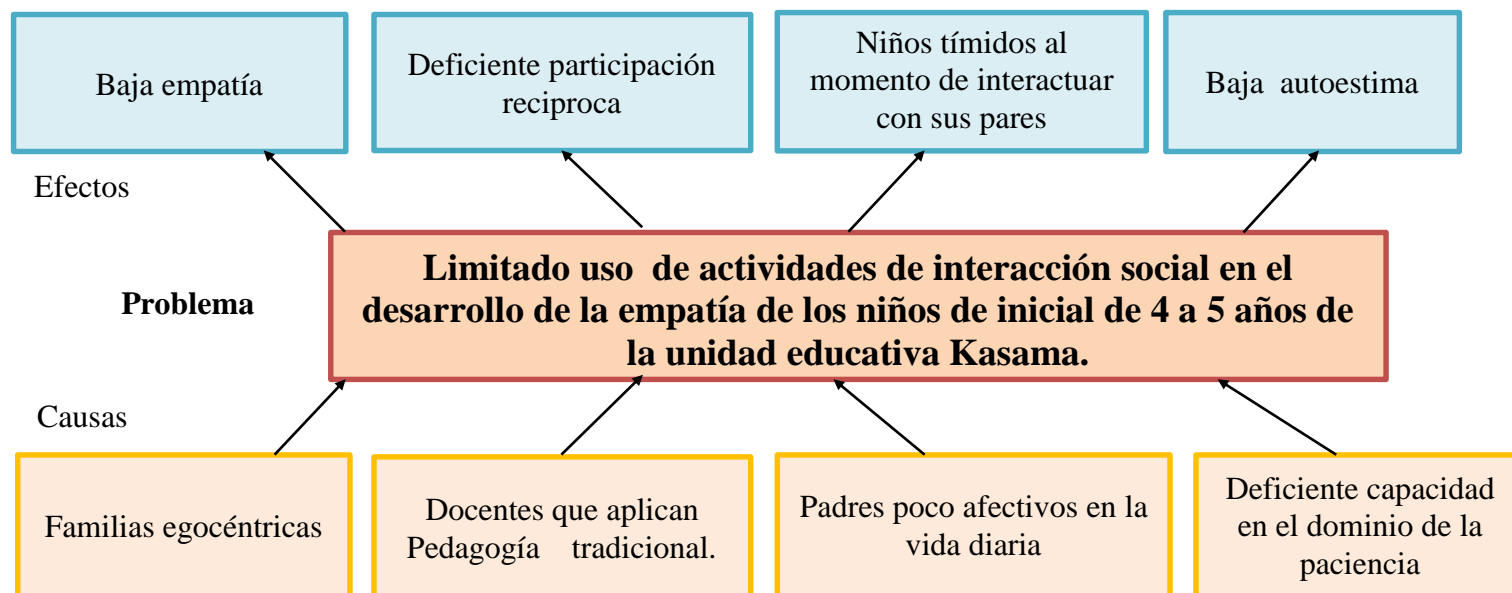 Baja empatía
Deficiente participación
reciproca
Niños tímidos al
momento de interactuar
con sus pares
Baja autoestima
Efectos
Problema
Limitado uso de actividades de interacción social en el
desarrollo de la empatía de los niños de inicial de 4 a 5 años de
la unidad educativa Kasama.
Causas
Familias egocéntricas
Docentes que aplican
Pedagogía tradicional.
Padres poco afectivos en la
vida diaria
Deficiente capacidad
en el dominio de la
paciencia